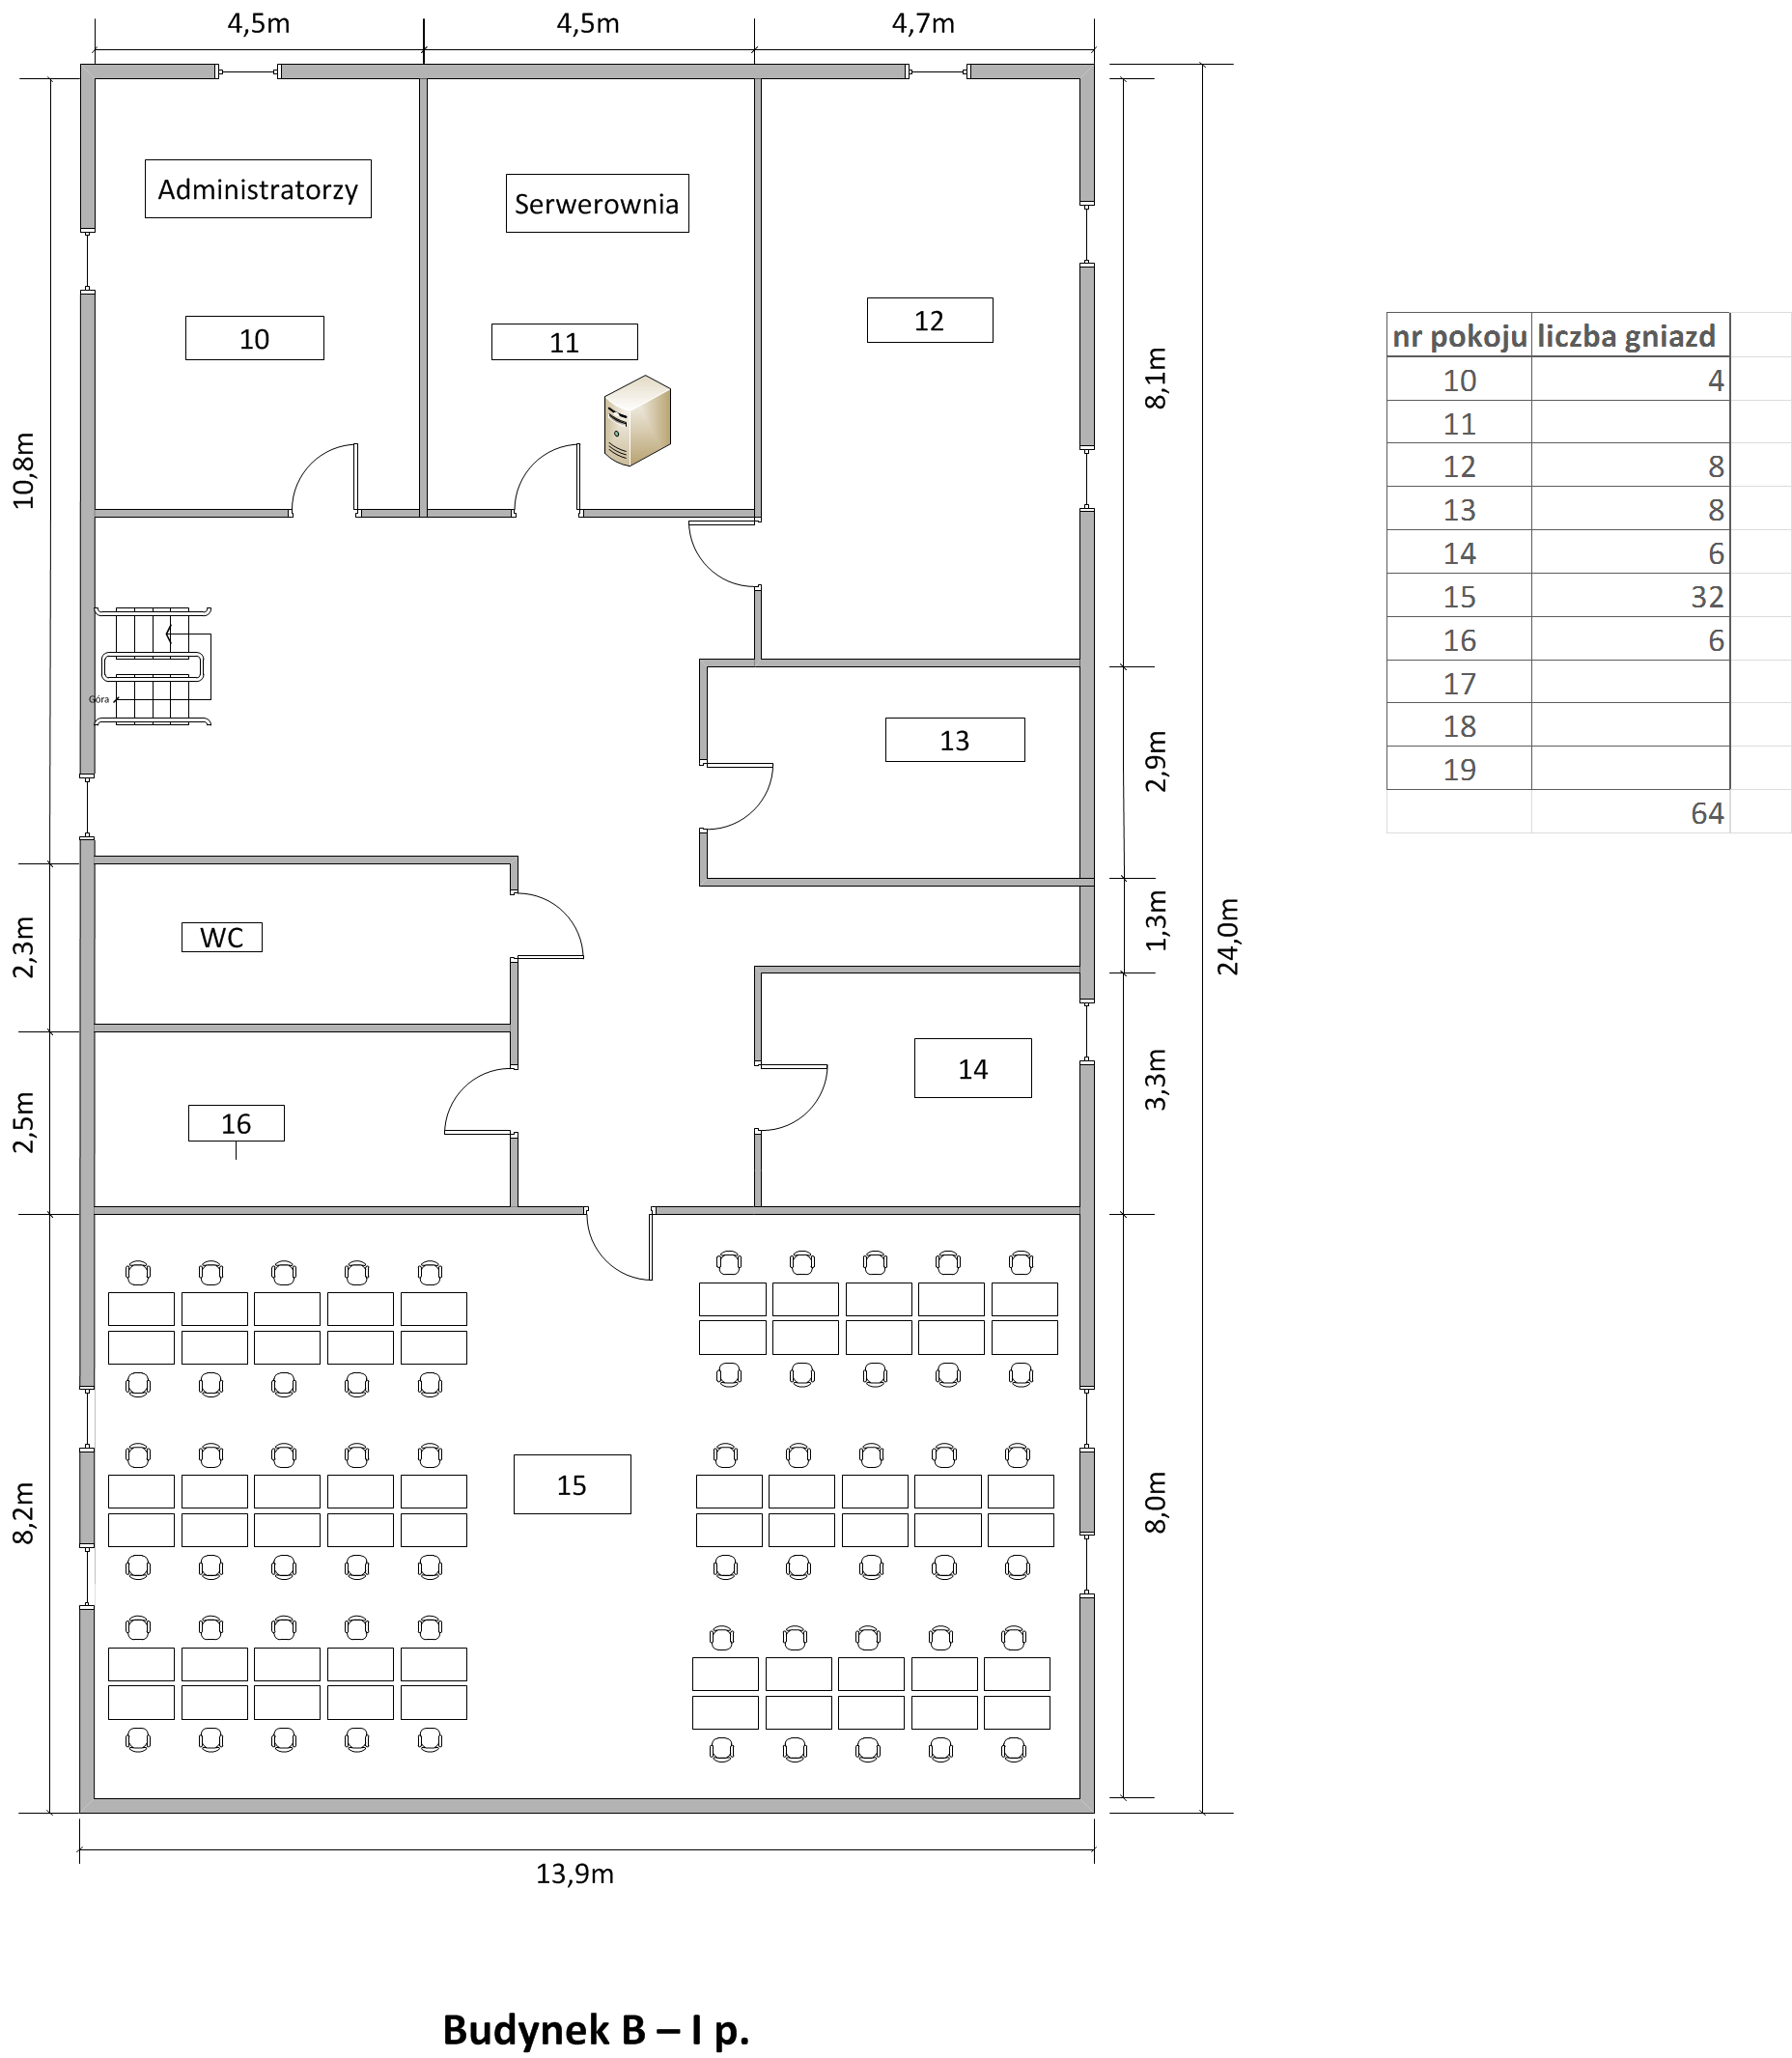 4,5m
4,5m
4,7m
Administratorzy
Serwerownia
10
11
12
10,8m
8,1m
Góra
13
2,9m
WC
2,3m
1,3m
24,0m
16
2,5m
14
3,3m
15
8,2m
8,0m
13,9m
nr pokoju liczba gniazd
10 4
11
12 8
13 8
14 6
15 32
16 6
17
18
19
64
Budynek B – I p.